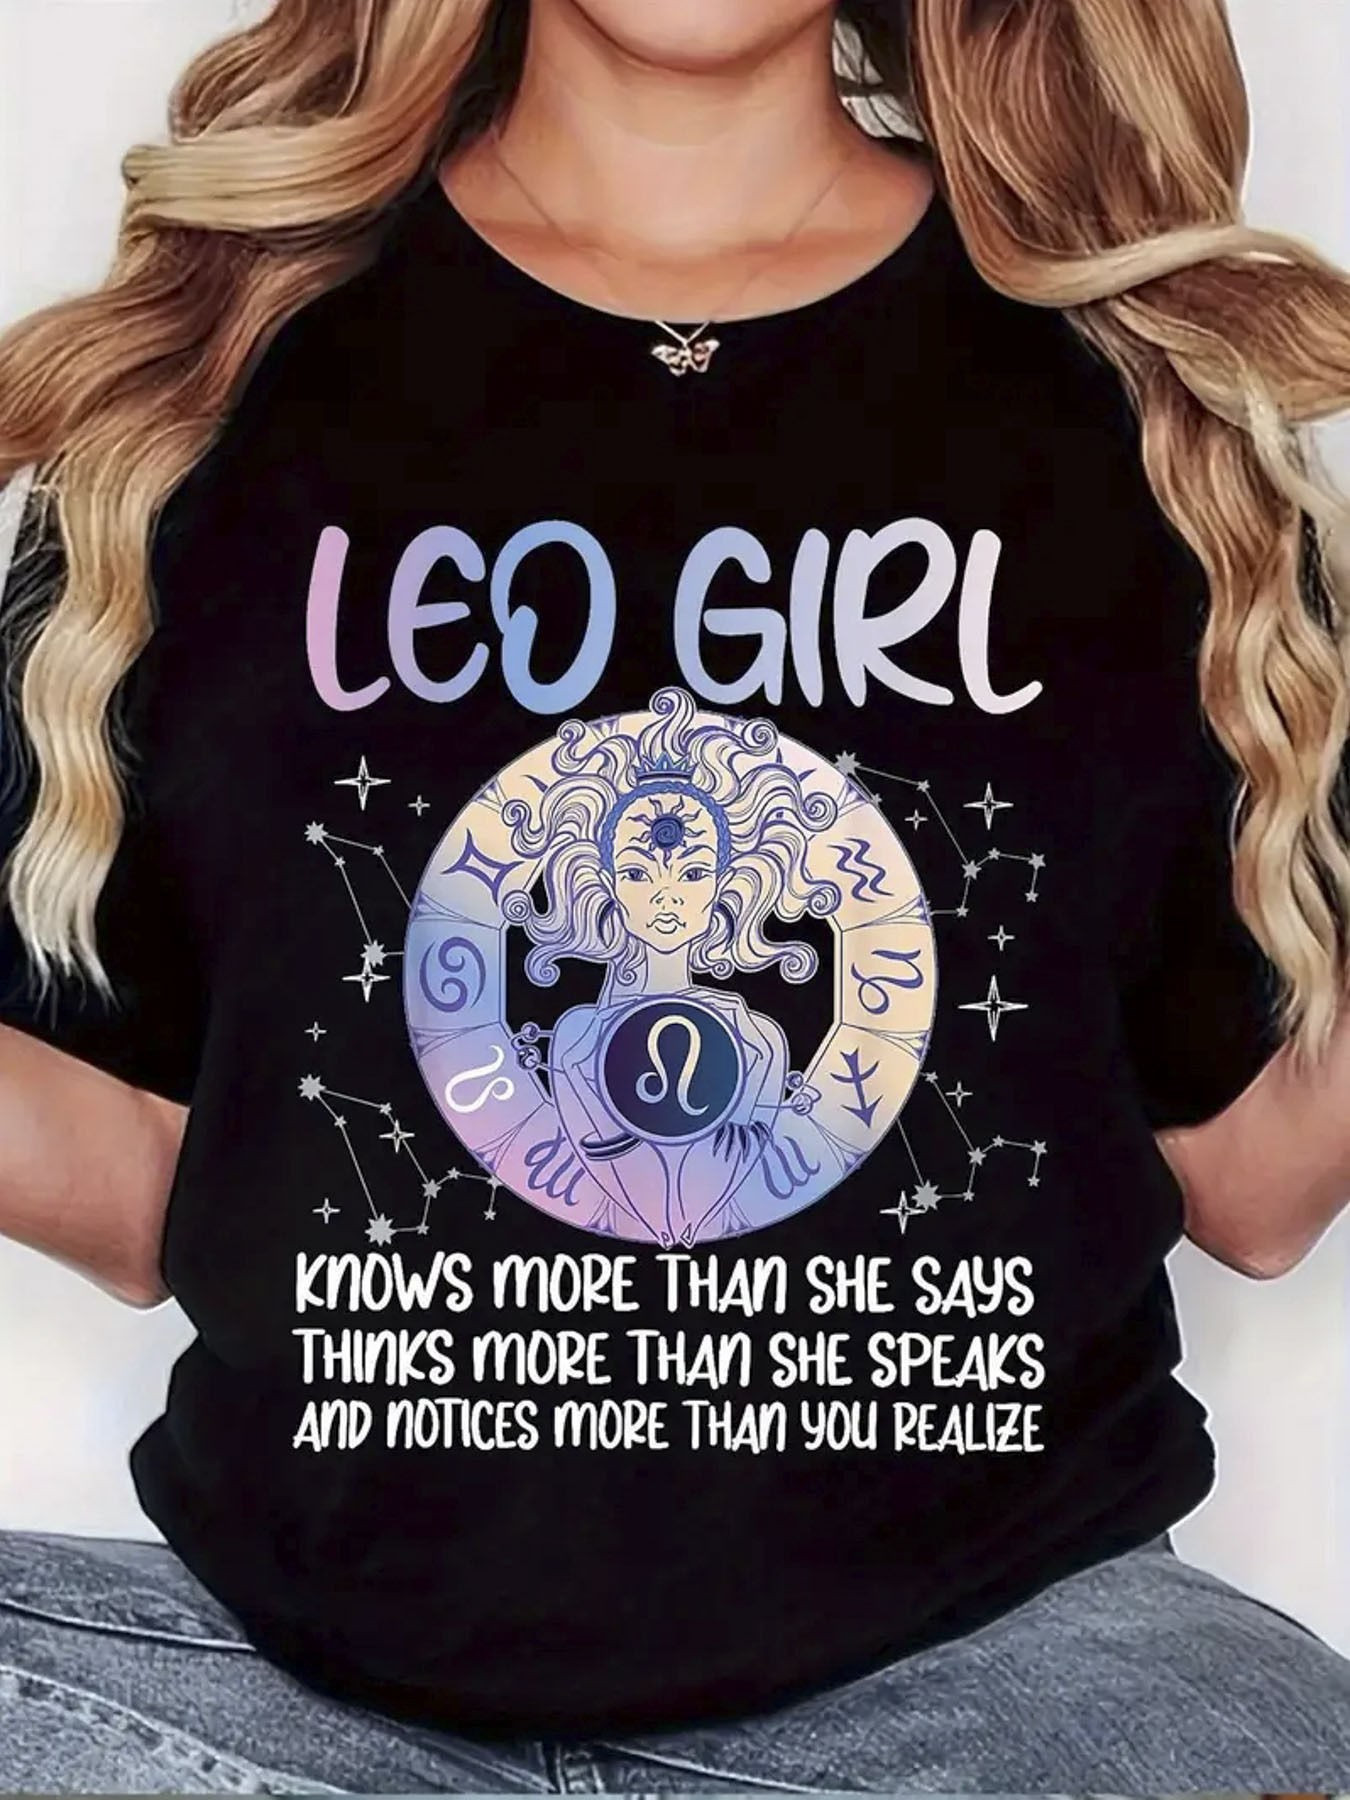 LEO GIRL
KNOWS MORE THAN SHE SAYS
THINKS MORE THAN SHE SPEAKS
AND NOTICES MORE THAN YOU REALIZE